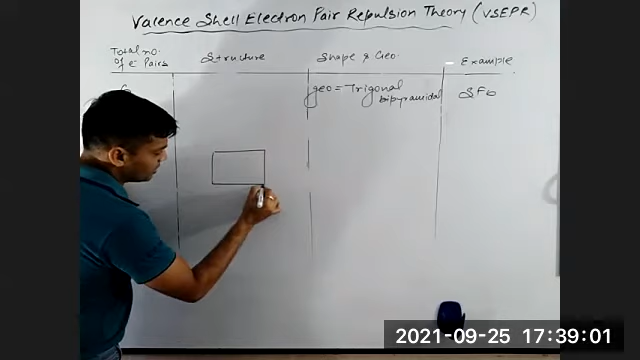 Valence Shell Electron Pair Repulsion Theory (VSEPR)
Total no. of e⁻ Pairs
Structure
Shape & Geo.
Example
6
geo = Trigonal bipyramidal
SF6
2021-09-25 17:39:01